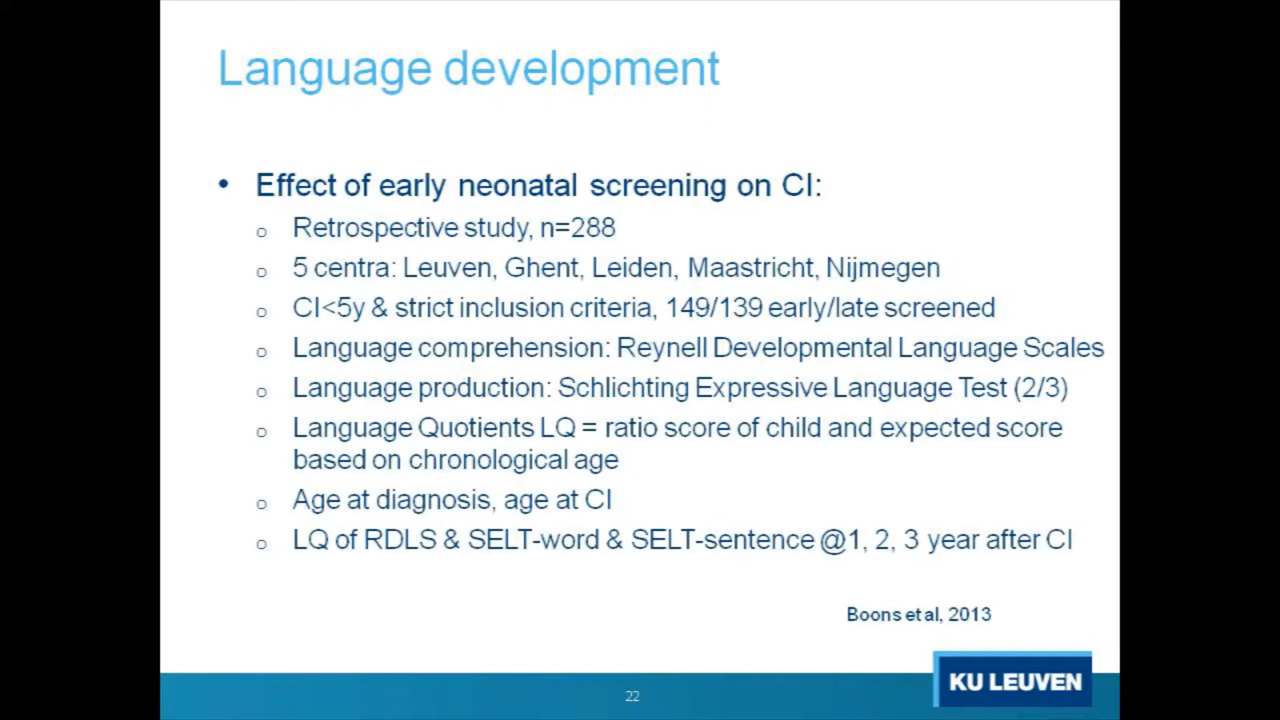 Language development
• Effect of early neonatal screening on CI:
o Retrospective study, n=288
o 5 centra: Leuven, Ghent, Leiden, Maastricht, Nijmegen
o CI<5y & strict inclusion criteria, 149/139 early/late screened
o Language comprehension: Reynell Developmental Language Scales
o Language production: Schlichting Expressive Language Test (2/3)
o Language Quotients LQ = ratio score of child and expected score
based on chronological age
o Age at diagnosis, age at CI
o LQ of RDLS & SELT-word & SELT-sentence @1, 2, 3 year after CI
Boons et al, 2013
22
KU LEUVEN